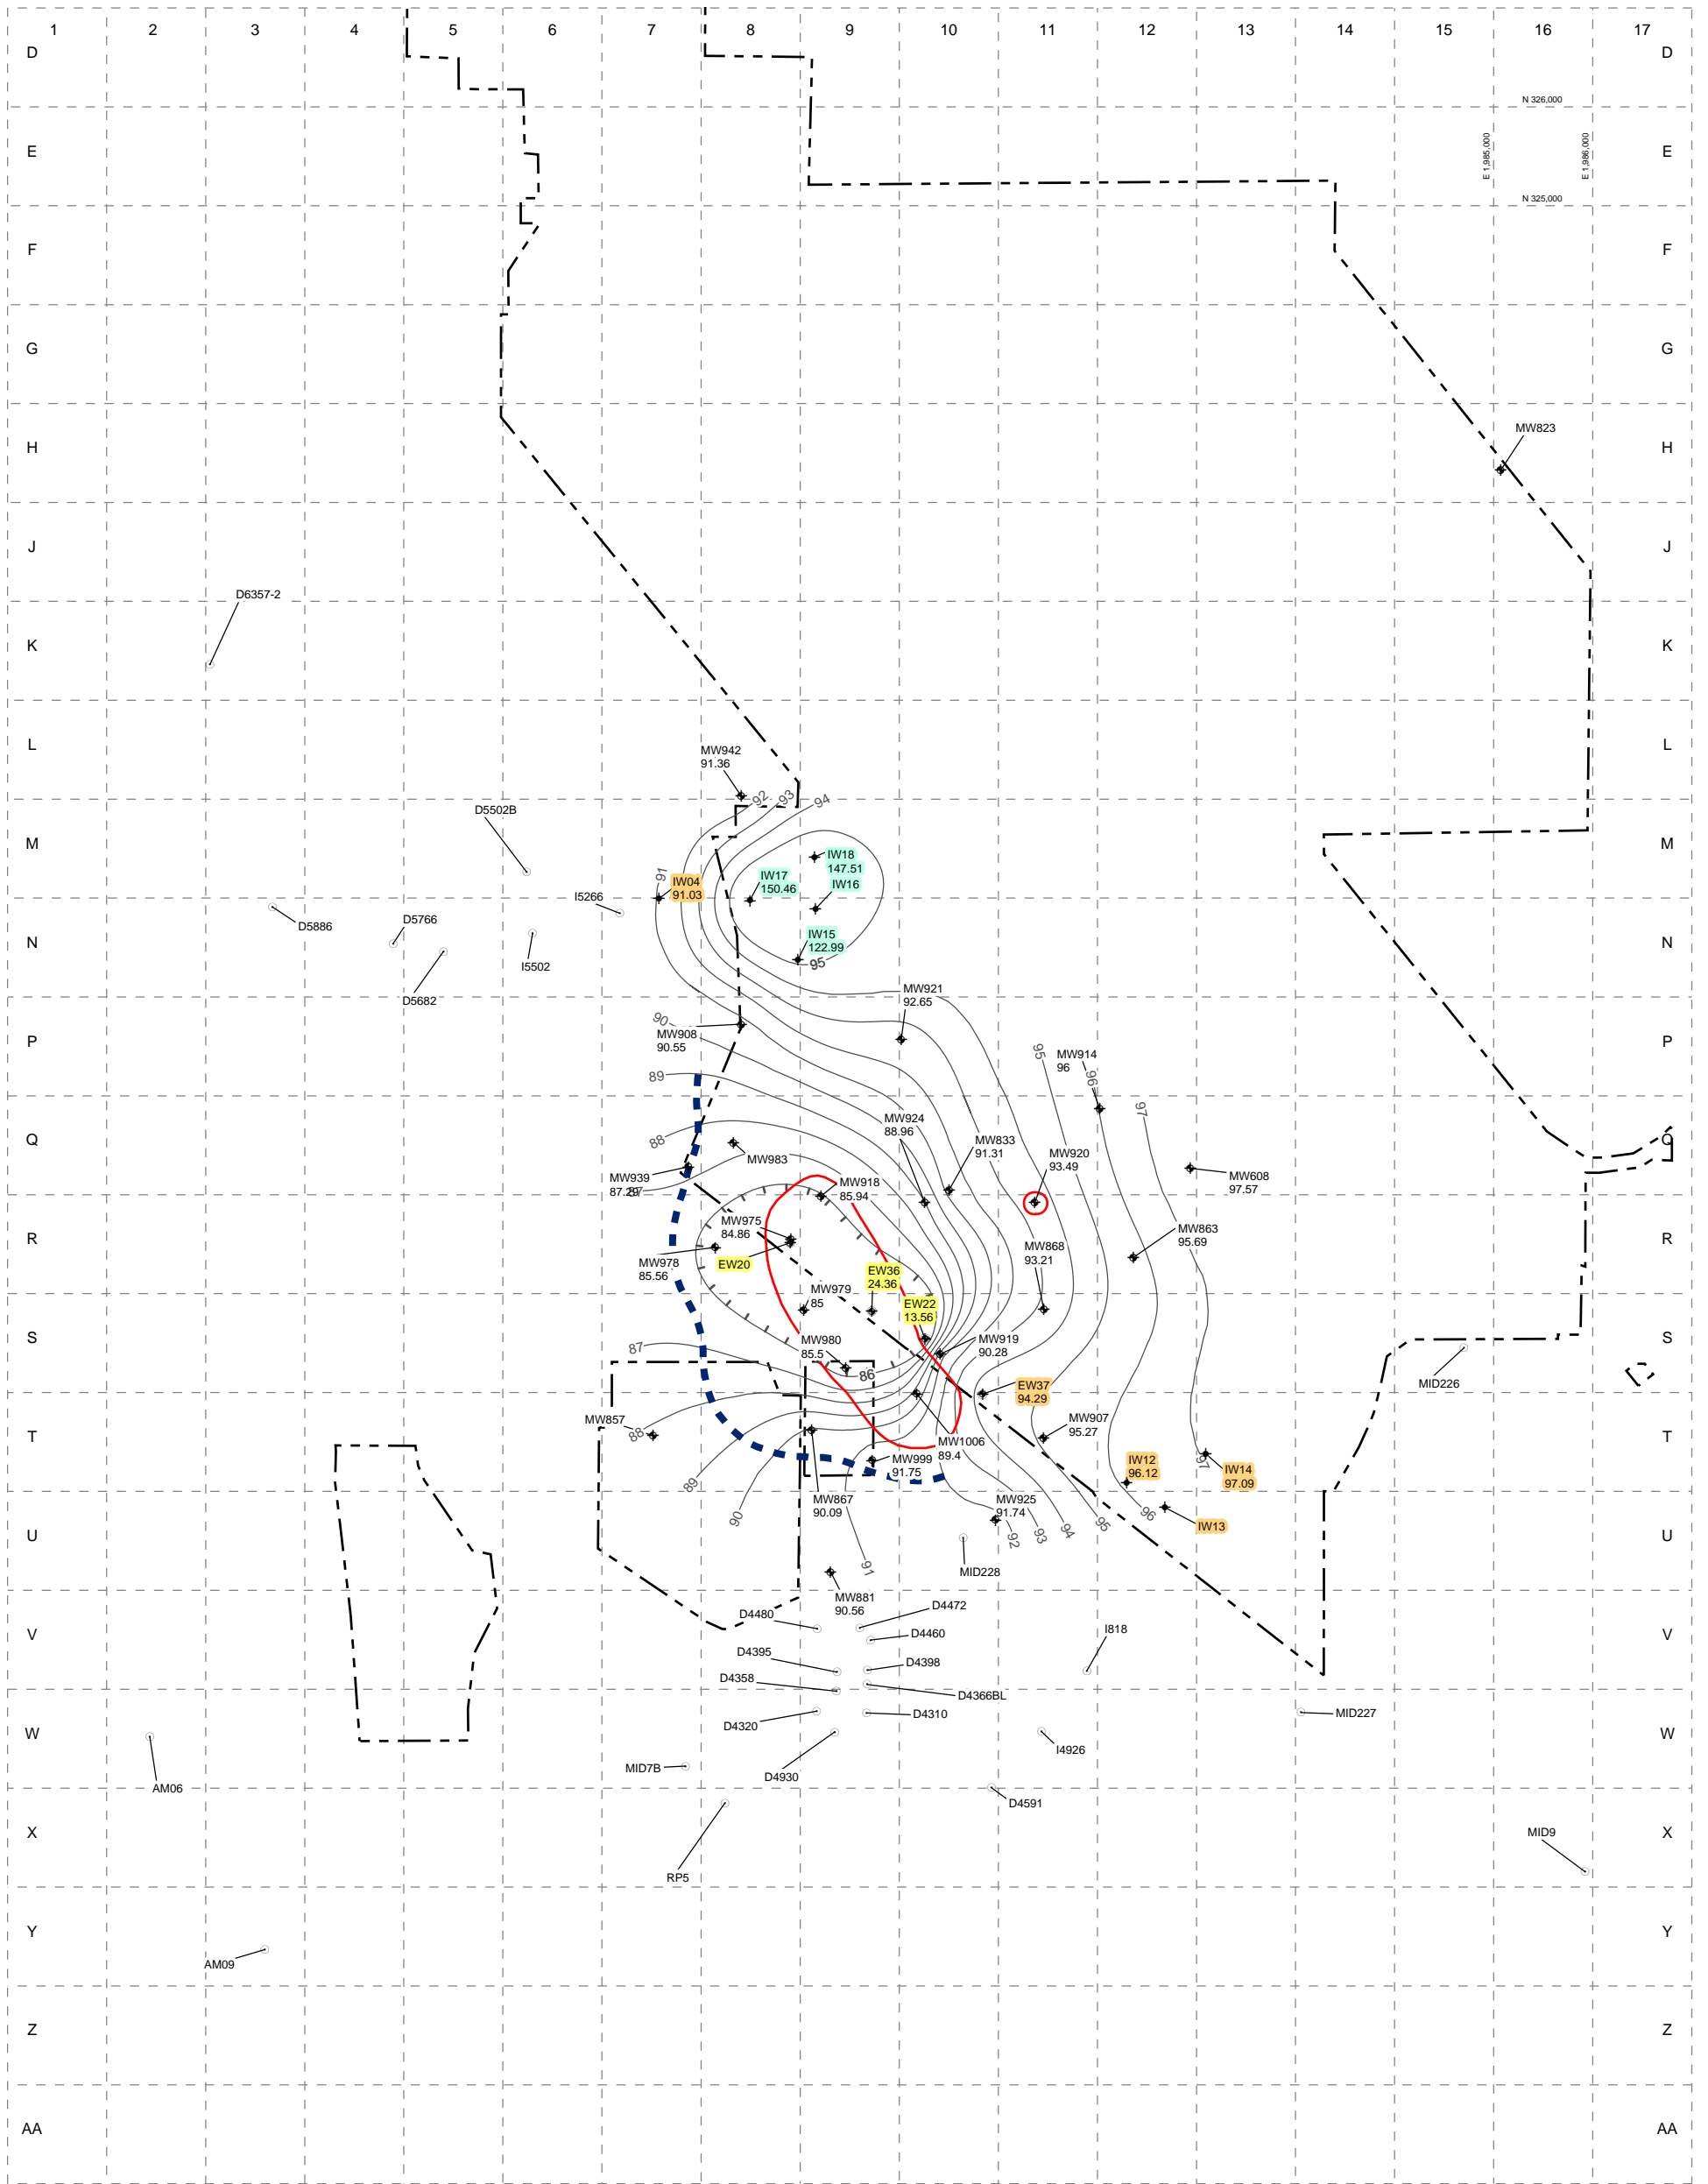 1 2 3 4 5 6 7 8 9 10 11 12 13 14 15 16 17
D D
N 326,000
E E
E 1,985,000
E 1,986,000
N 325,000
F F
G G
MW823
H H
J J
D6357-2
K K
MW942
91.36
L L
92 93 94
D5502B
M M
IW18
147.51
IW17
150.46
IW16
91
IW04
91.03
I5266
D5886
D5766
N N
IW15
122.99
95
I5502
D5682
MW921
92.65
90
MW908
90.55
P P
95
MW914
96
96
89
97
MW924
88.96
88
Q Q
MW833
91.31
MW920
93.49
MW983
MW939
87.29
87
MW918
85.94
MW608
97.57
MW975
84.86
R R
MW863
95.69
MW868
93.21
MW978
85.56
EW20
EW36
24.36
MW979
85
EW22
13.56
S S
87
MW980
85.5
MW919
90.28
86
MID226
EW37
94.29
MW857
88
MW907
95.27
T T
MW1006
89.4
MW999
91.75
IW12
96.12
97
IW14
97.09
89
MW867
90.09
MW925
91.74
90
96
95
94
93
92
IW13
U U
91
MID228
MW881
90.56
D4480
D4472
V V
D4460
I818
D4395
D4398
D4358
D4366BL
D4320
D4310
MID227
W W
I4926
MID7B
D4930
AM06
D4591
X X
MID9
RP5
Y Y
AM09
Z Z
AA AA